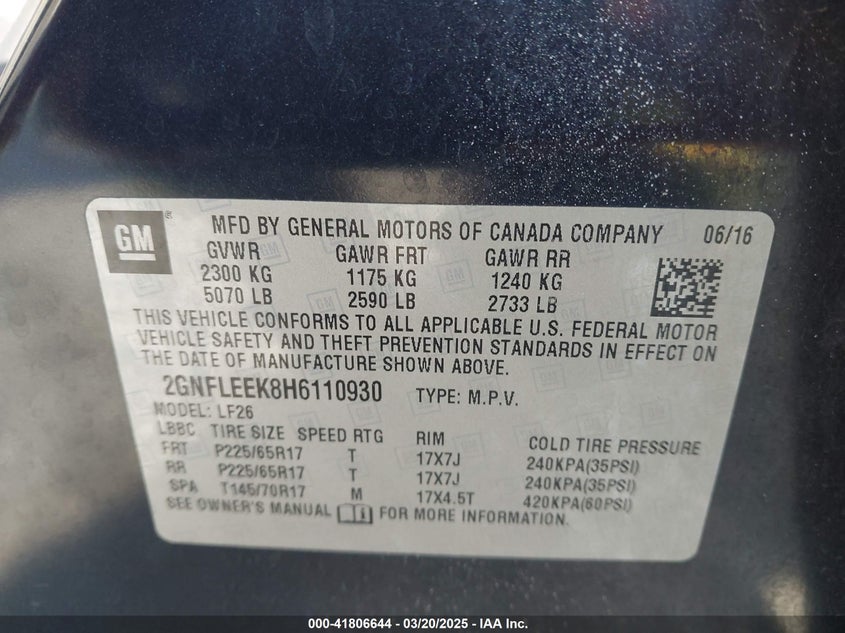 GM ® MFD BY GENERAL MOTORS OF CANADA COMPANY 06/16
GVWR GAWR FRT GAWR RR
2300 KG 1175 KG 1240 KG
5070 LB 2590 LB 2733 LB
THIS VEHICLE CONFORMS TO ALL APPLICABLE U.S. FEDERAL MOTOR
VEHICLE SAFETY AND THEFT PREVENTION STANDARDS IN EFFECT ON
THE DATE OF MANUFACTURE SHOWN ABOVE.
2GNFLEEK8H6110930 TYPE: M.P.V.
MODEL: LF26
LBBC TIRE SIZE SPEED RTG RIM COLD TIRE PRESSURE
FRT P225/65R17 T 17X7J 240KPA(35PSI)
RR P225/65R17 T 17X7J 240KPA(35PSI)
SPA T145/70R17 M 17X4.5T 420KPA(60PSI)
SEE OWNER'S MANUAL FOR MORE INFORMATION.
000-41806644 - 03/20/2025 - IAA Inc.